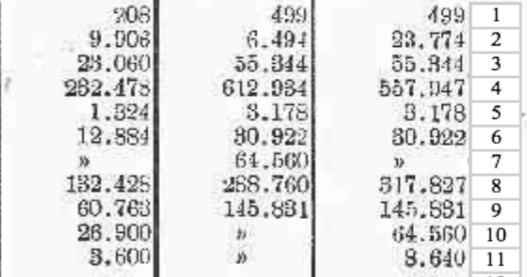 208 499 499 1
9.906 6.494 23.774 2
23.060 55.344 55.344 3
262.478 612.934 557.947 4
1.324 3.178 3.178 5
12.884 30.922 30.922 6
» 64.560 » 7
132.428 288.760 317.827 8
60.763 145.831 145.831 9
26.900 » 64.560 10
3.600 » 8.640 11